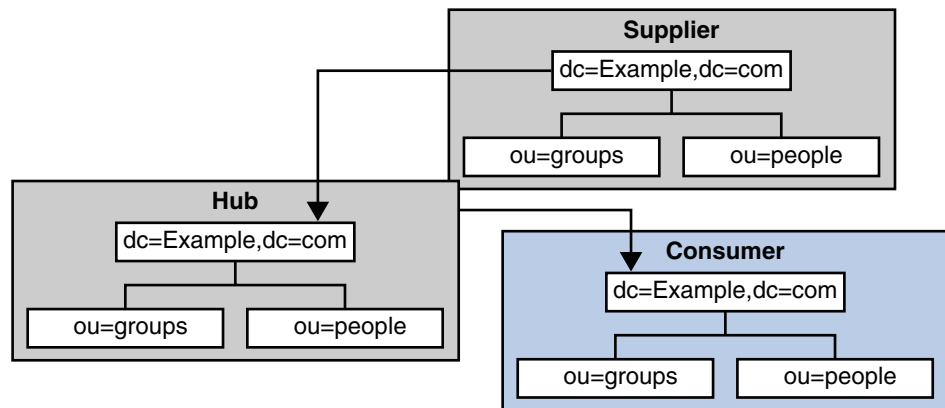 Supplier
dc=Example,dc=com
ou=groups
ou=people
Hub
dc=Example,dc=com
ou=groups
ou=people
Consumer
dc=Example,dc=com
ou=groups
ou=people